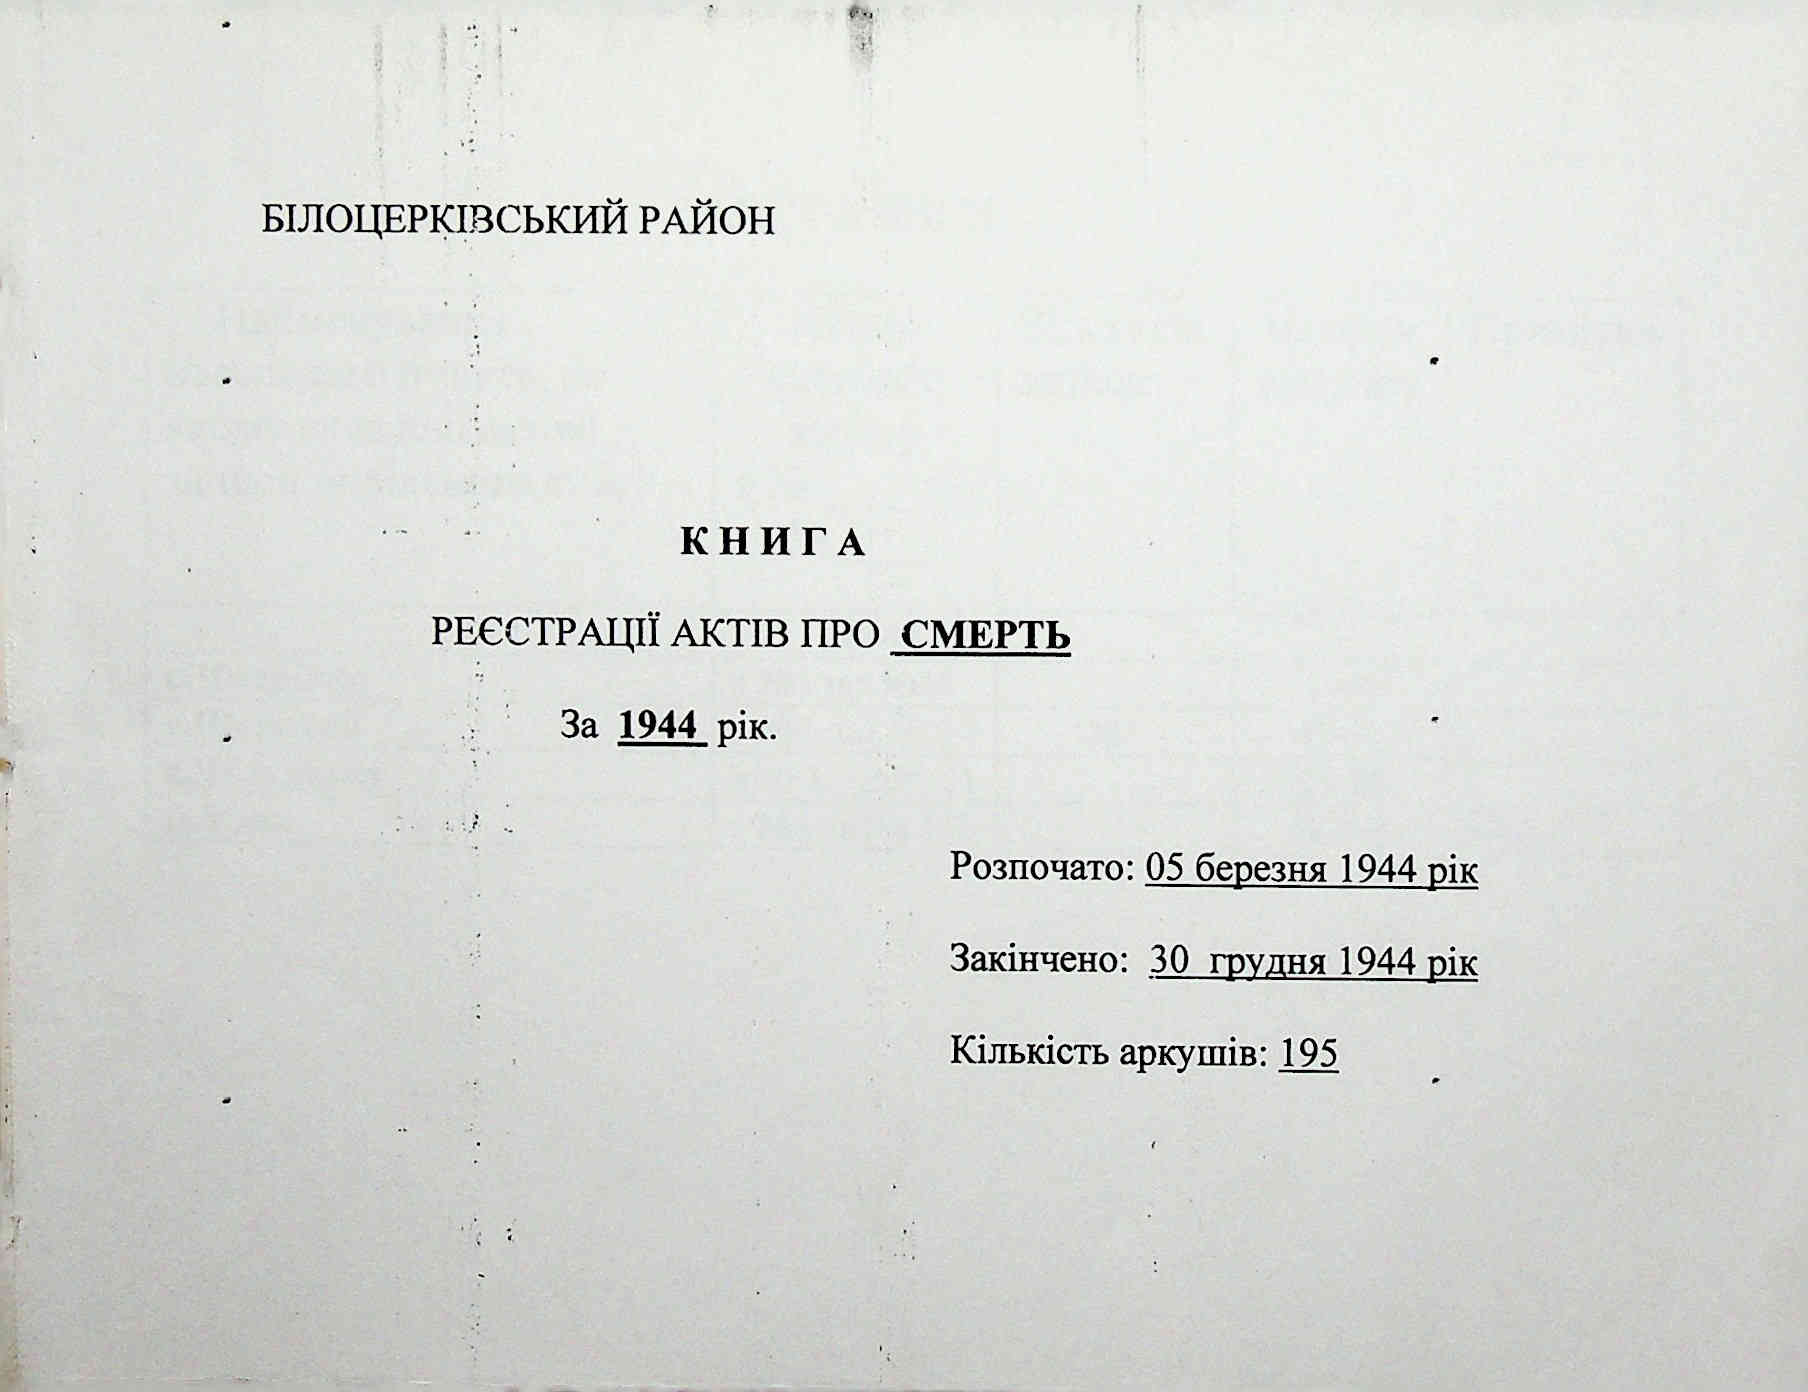 БІЛОЦЕРКІВСЬКИЙ РАЙОН
К Н И Г А
РЕЄСТРАЦІЇ АКТІВ ПРО СМЕРТЬ
За 1944 рік.
Розпочато: 05 березня 1944 рік
Закінчено: 30 грудня 1944 рік
Кількість аркушів: 195